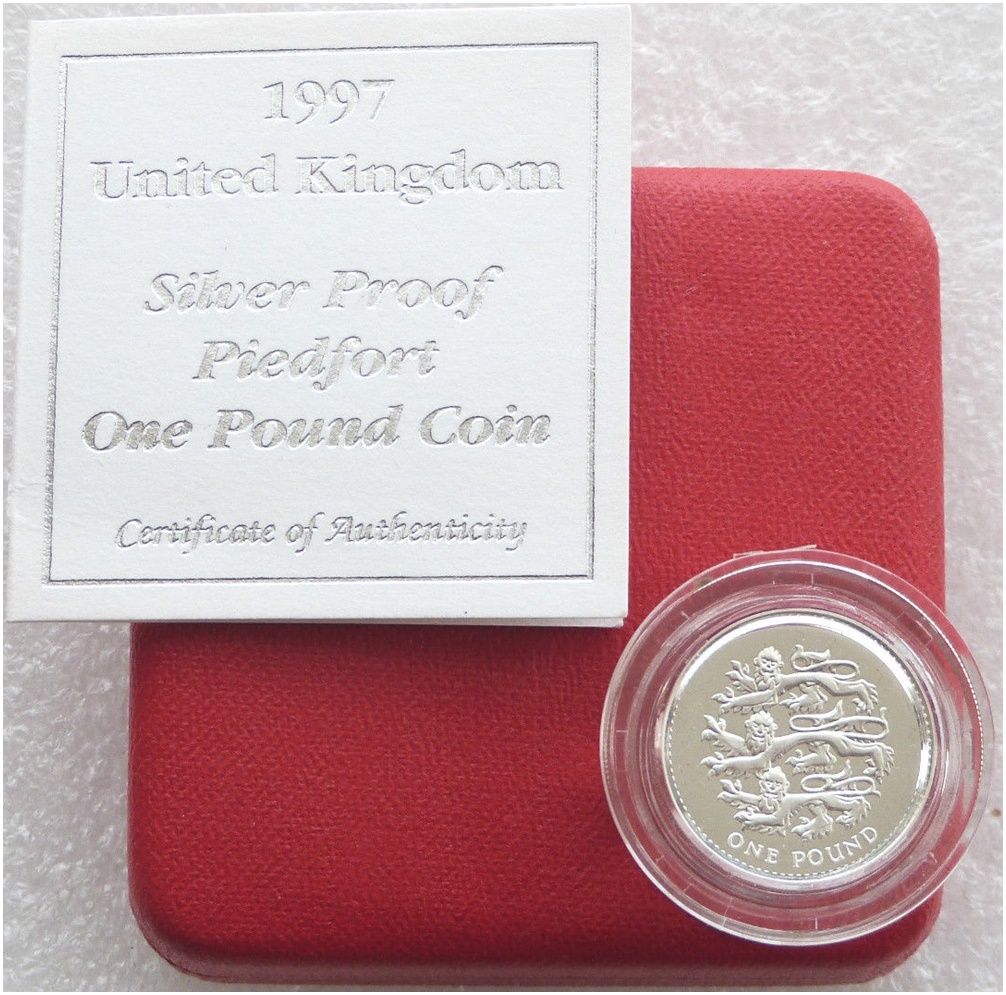 1997
United Kingdom
Silver Proof
Piedfort
One Pound Coin
Certificate of Authenticity
ONE POUND